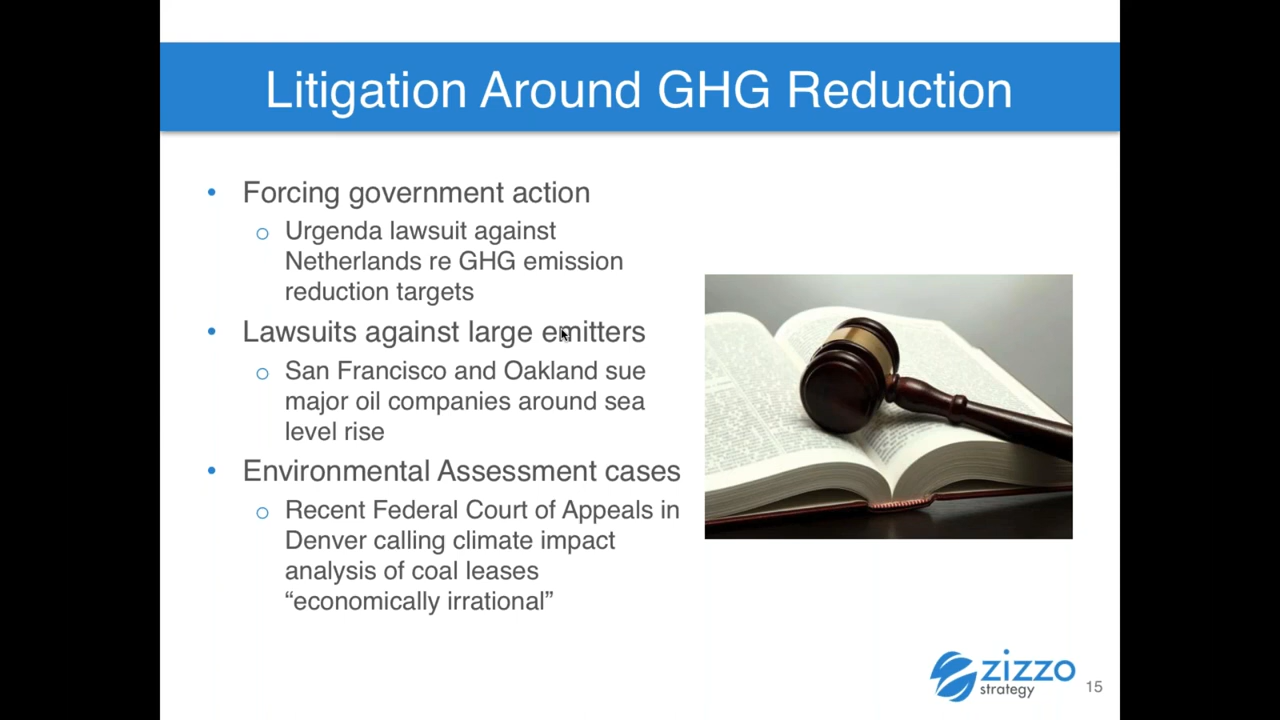 Litigation Around GHG Reduction
• Forcing government action
o Urgenda lawsuit against
Netherlands re GHG emission
reduction targets
• Lawsuits against large emitters
o San Francisco and Oakland sue
major oil companies around sea
level rise
• Environmental Assessment cases
o Recent Federal Court of Appeals in
Denver calling climate impact
analysis of coal leases
“economically irrational”
zizzo
strategy
15